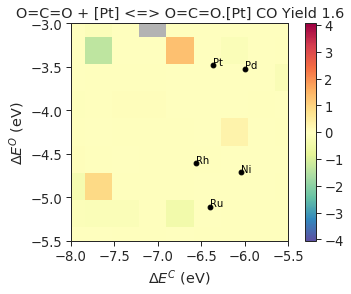 O=C=O + [Pt] <=> O=C=O.[Pt] CO Yield 1.6
−3.0
−3.5
−4.0
−4.5
−5.0
−5.5
ΔE^O (eV)
Pt
Pd
Rh
Ni
Ru
−8.0 −7.5 −7.0 −6.5 −6.0 −5.5
ΔE^C (eV)
4
3
2
1
0
−1
−2
−3
−4